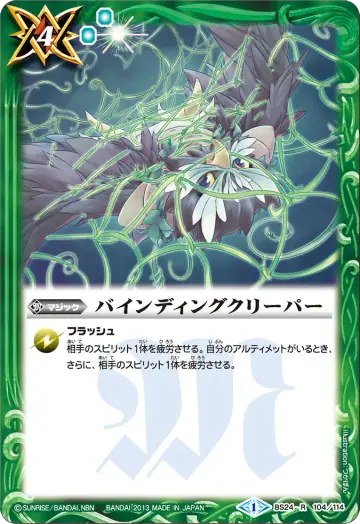 4
マジック
バインディングクリーパー
フラッシュ
相手のスピリット1体を疲労させる。自分のアルティメットがいるとき、
さらに、相手のスピリット1体を疲労させる。
©SUNRISE/BANDAI,NBN BANDAI 2013 MADE IN JAPAN 1 BS24 R 104/114